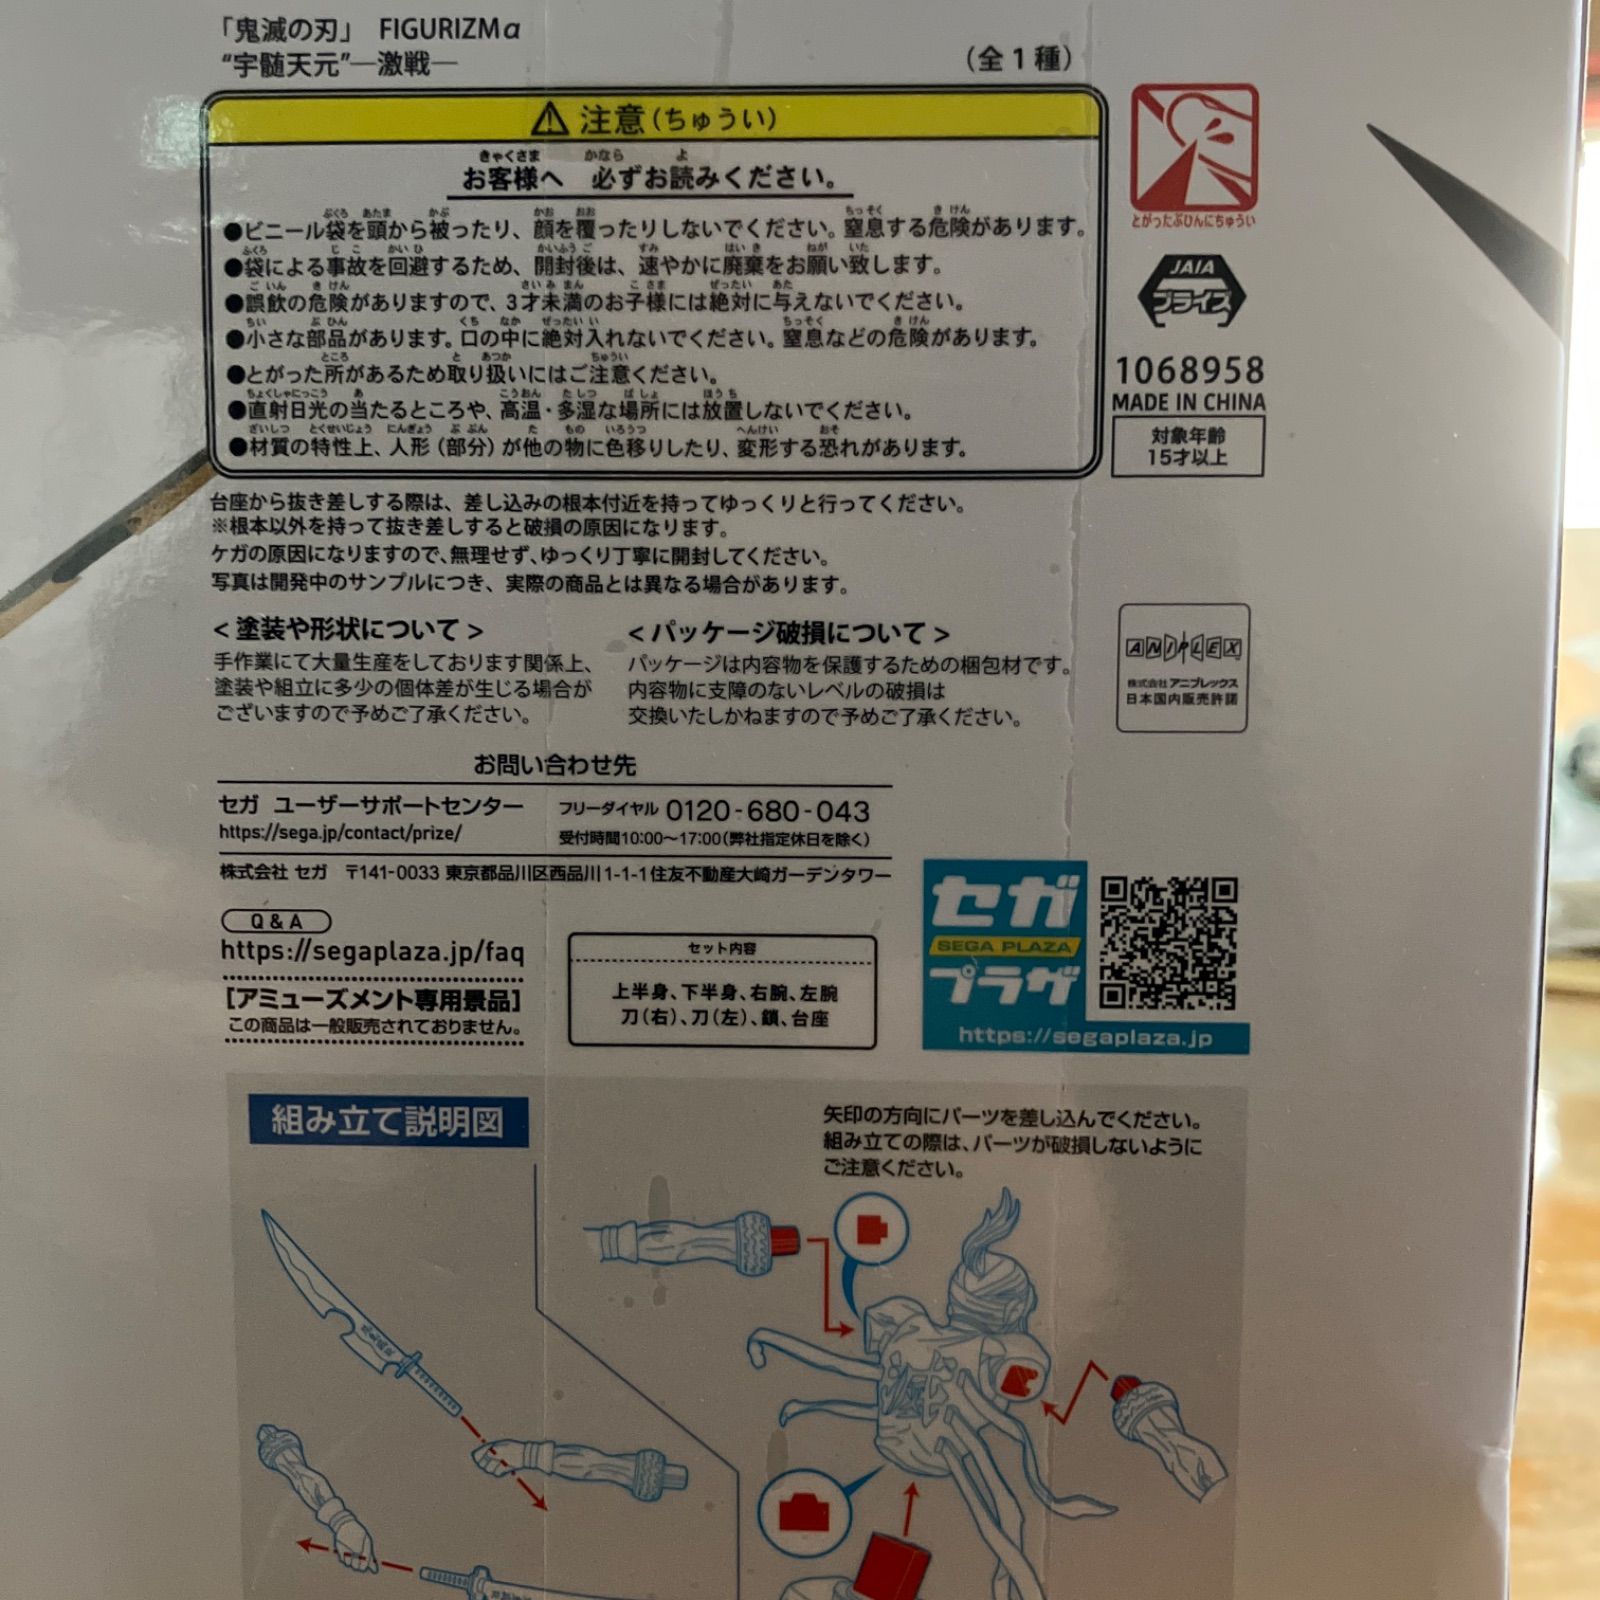 「鬼滅の刃」 FIGURIZMα
“宇髄天元”—激戦—
（全1種）
⚠ 注意（ちゅうい）
お客様へ 必ずお読みください。
●ビニール袋を頭から被ったり、顔を覆ったりしないでください。窒息する危険があります。
●袋による事故を回避するため、開封後は、速やかに廃棄をお願い致します。
●誤飲の危険がありますので、3才未満のお子様には絶対に与えないでください。
●小さな部品があります。口の中に絶対入れないでください。窒息などの危険があります。
●とがった所があるため取り扱いにはご注意ください。
●直射日光の当たるところや、高温・多湿な場所には放置しないでください。
●材質の特性上、人形（部分）が他の物に色移りしたり、変形する恐れがあります。
とがったぶひんにちゅうい
JAIA
プライズ
1068958
MADE IN CHINA
対象年齢
15才以上
台座から抜き差しする際は、差し込みの根本付近を持ってゆっくりと行ってください。
※根本以外を持って抜き差しすると破損の原因になります。
ケガの原因になりますので、無理せず、ゆっくり丁寧に開封してください。
写真は開発中のサンプルにつき、実際の商品とは異なる場合があります。
＜塗装や形状について＞
手作業にて大量生産をしております関係上、
塗装や組立に多少の個体差が生じる場合が
ございますので予めご了承ください。
＜パッケージ破損について＞
パッケージは内容物を保護するための梱包材です。
内容物に支障のないレベルの破損は
交換いたしかねますので予めご了承ください。
ANIPLEX
株式会社アニプレックス
日本国内販売許諾
お問い合わせ先
セガ ユーザーサポートセンター
https://sega.jp/contact/prize/
フリーダイヤル 0120-680-043
受付時間10:00～17:00（弊社指定休日を除く）
株式会社 セガ 〒141-0033 東京都品川区西品川1-1-1住友不動産大崎ガーデンタワー
Q & A
https://segaplaza.jp/faq
［アミューズメント専用景品］
この商品は一般販売されておりません。
セット内容
上半身、下半身、右腕、左腕
刀（右）、刀（左）、鎖、台座
セガ
SEGA PLAZA
プラザ
https://segaplaza.jp
組み立て説明図
矢印の方向にパーツを差し込んでください。
組み立ての際は、パーツが破損しないように
ご注意ください。
滅